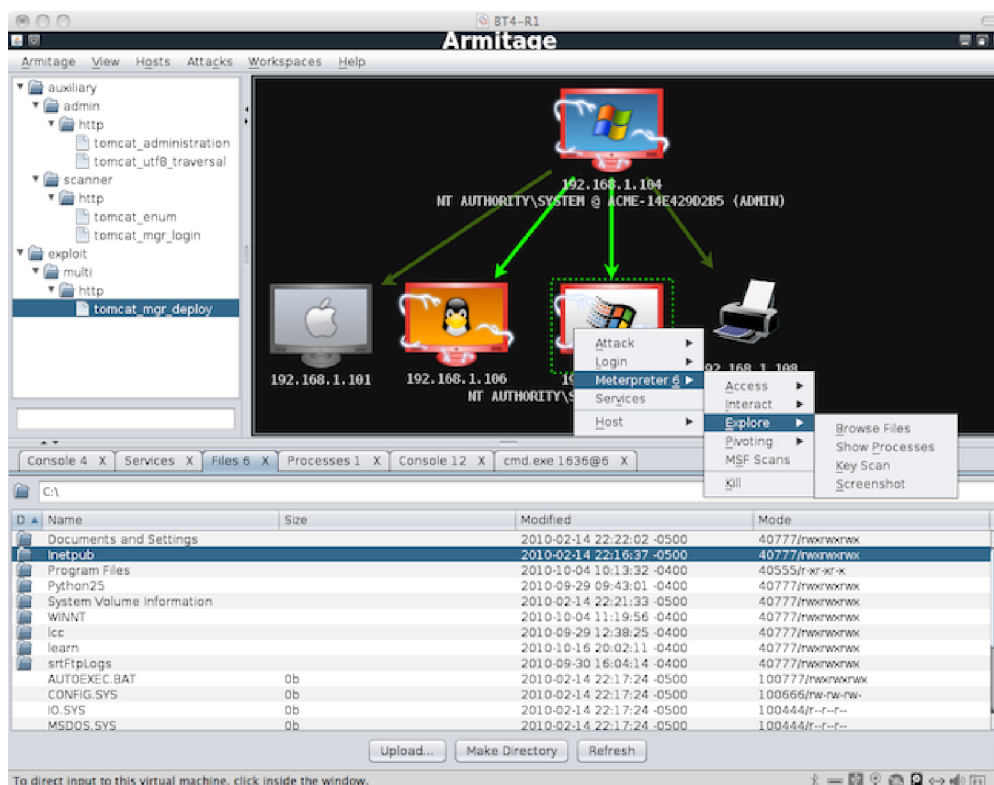 BT4-R1
Armitage
Armitage View Hosts Attacks Workspaces Help
auxiliary
admin
http
tomcat_administration
tomcat_utf8_traversal
scanner
http
tomcat_enum
tomcat_mgr_login
exploit
multi
http
tomcat_mgr_deploy
192.168.1.104
NT AUTHORITY\SYSTEM @ ACME-14E429D2B5 (ADMIN)
192.168.1.101
192.168.1.106
NT AUTHORITY\S
92.168.1.108
Attack
Login
Meterpreter 6
Services
Host
Access
Interact
Explore
Pivoting
MSF Scans
Kill
Browse Files
Show Processes
Key Scan
Screenshot
Console 4 X Services X Files 6 X Processes 1 X Console 12 X cmd.exe 1636@6 X
C:\
D Name Size Modified Mode
Documents and Settings 2010-02-14 22:22:02 -0500 40777/rwxrwxrwx
Inetpub 2010-02-14 22:16:37 -0500 40777/rwxrwxrwx
Program Files 2010-10-04 10:13:32 -0400 40555/r-xr-xr-x
Python25 2010-09-29 09:43:01 -0400 40777/rwxrwxrwx
System Volume Information 2010-02-14 22:21:33 -0500 40777/rwxrwxrwx
WINNT 2010-10-04 11:19:56 -0400 40777/rwxrwxrwx
lcc 2010-09-29 12:38:25 -0400 40777/rwxrwxrwx
learn 2010-10-16 20:02:11 -0400 40777/rwxrwxrwx
srtFtpLogs 2010-09-30 16:04:14 -0400 40777/rwxrwxrwx
AUTOEXEC.BAT 0b 2010-02-14 22:17:24 -0500 100777/rwxrwxrwx
CONFIG.SYS 0b 2010-02-14 22:17:24 -0500 100666/rw-rw-rw-
IO.SYS 0b 2010-02-14 22:17:24 -0500 100444/r--r--r--
MSDOS.SYS 0b 2010-02-14 22:17:24 -0500 100444/r--r--r--
Upload... Make Directory Refresh
To direct input to this virtual machine, click inside the window.